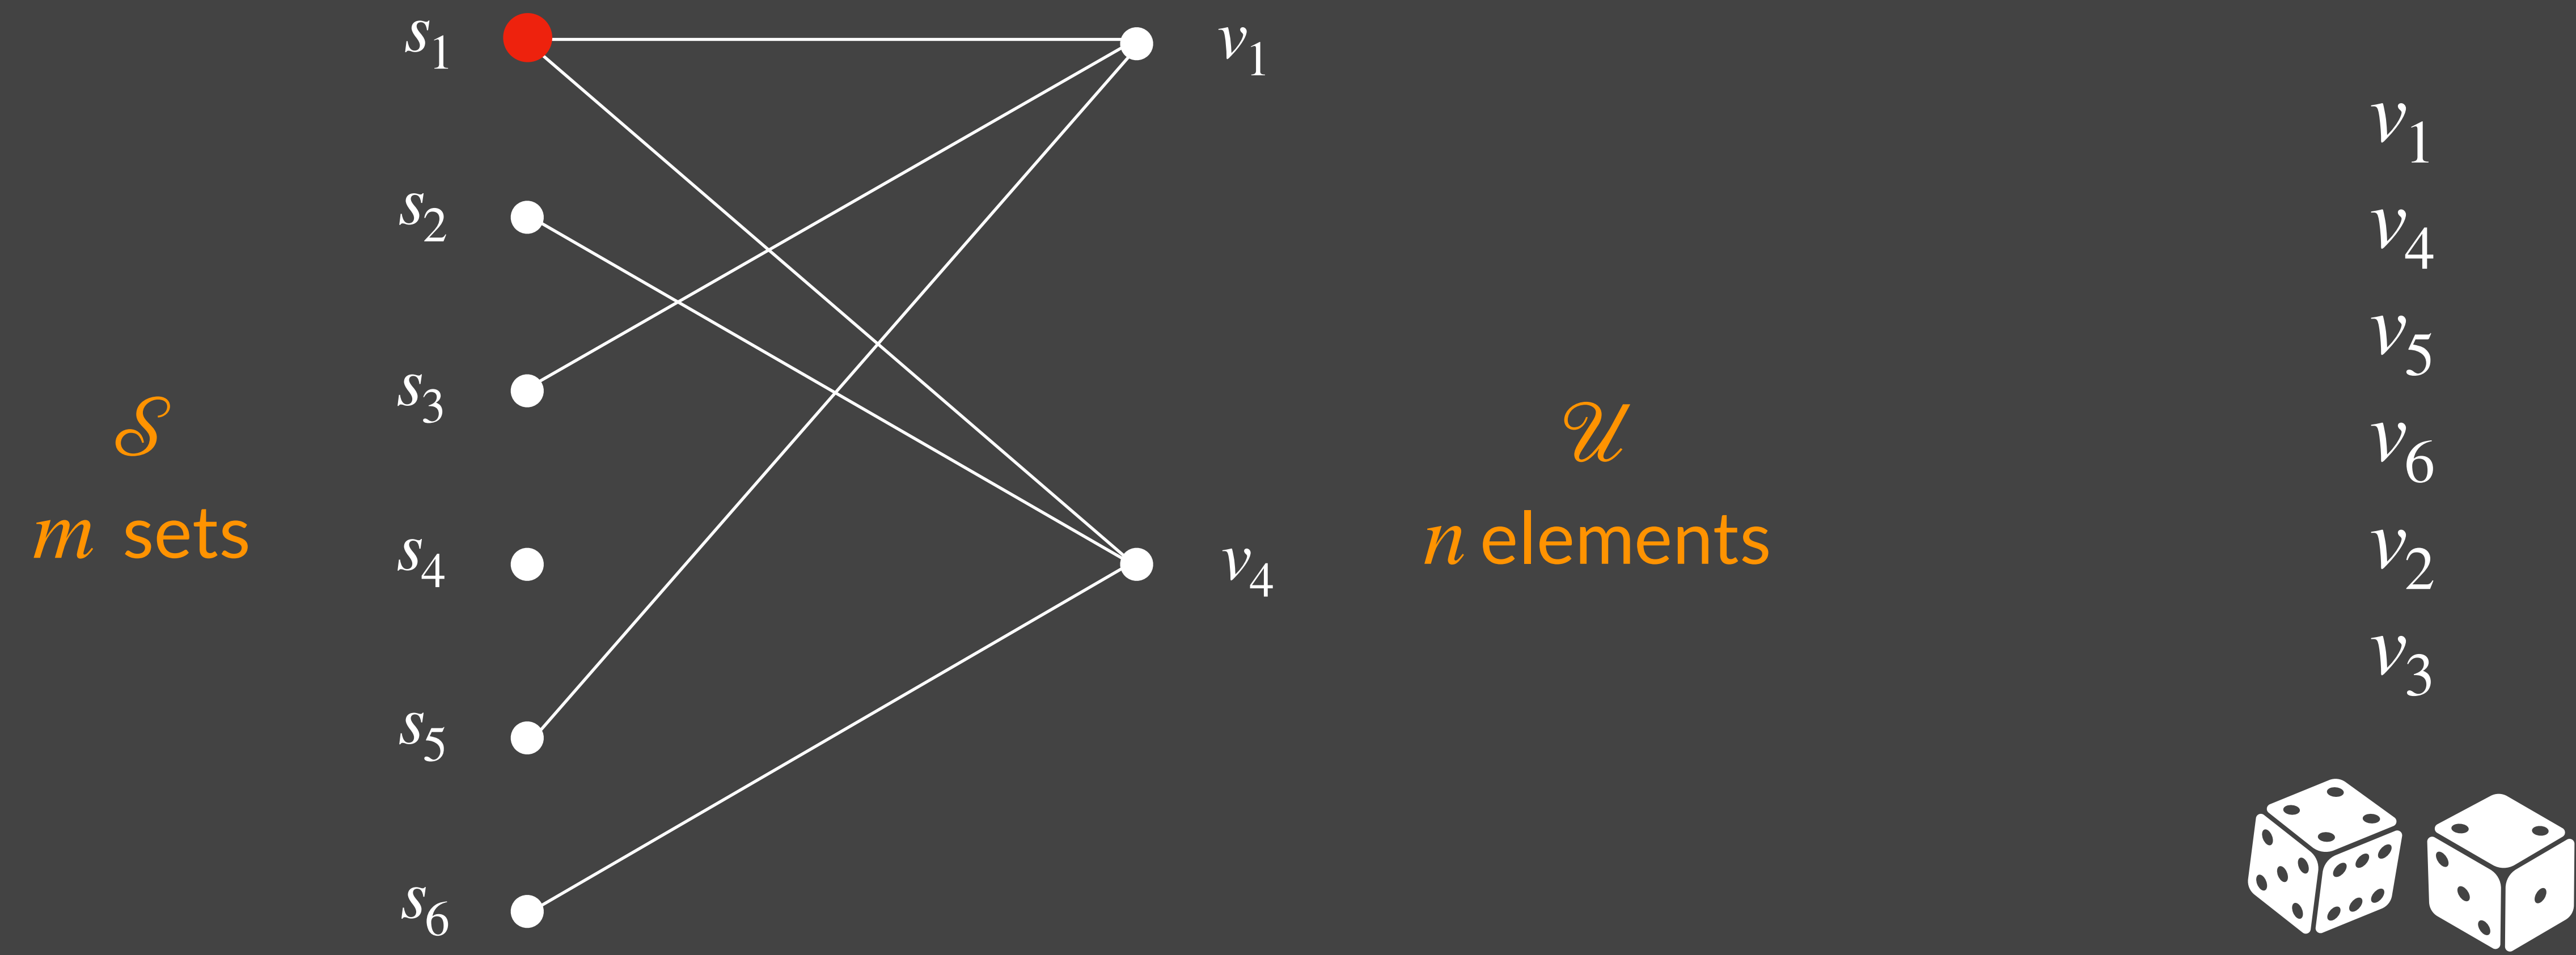 s₁
s₂
s₃
s₄
s₅
s₆
𝒮
m sets
v₁
v₄
𝒰
n elements
v₁
v₄
v₅
v₆
v₂
v₃